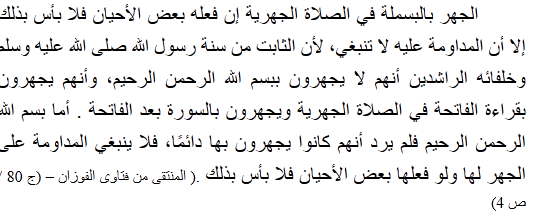 الجهر بالبسملة في الصلاة الجهرية إن فعله بعض الأحيان فلا بأس بذلك
إلا أن المداومة عليه لا تنبغي، لأن الثابت من سنة رسول الله صلى الله عليه وسلم
وخلفائه الراشدين أنهم لا يجهرون ببسم الله الرحمن الرحيم، وأنهم يجهرون
بقراءة الفاتحة في الصلاة الجهرية ويجهرون بالسورة بعد الفاتحة . أما بسم الله
الرحمن الرحيم فلم يرد أنهم كانوا يجهرون بها دائمًا، فلا ينبغي المداومة على
الجهر لها ولو فعلها بعض الأحيان فلا بأس بذلك .( المنتقى من فتاوى الفوزان – (ج 80 /
ص 4)